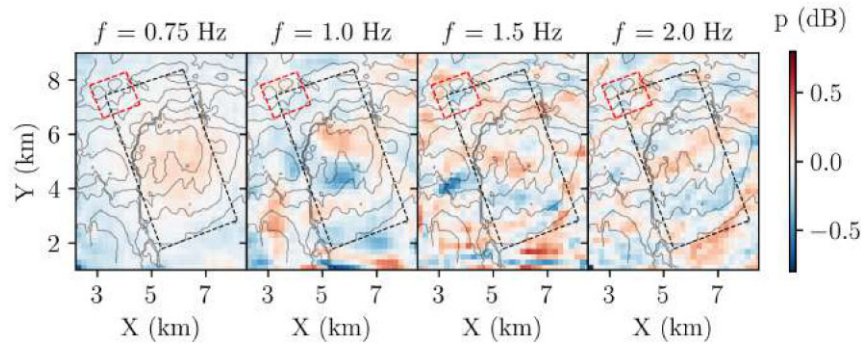 f = 0.75 Hz f = 1.0 Hz f = 1.5 Hz f = 2.0 Hz p (dB)
8
6
4
2
Y (km)
0.5
0.0
−0.5
3 5 7 3 5 7 3 5 7 3 5 7
X (km) X (km) X (km) X (km)